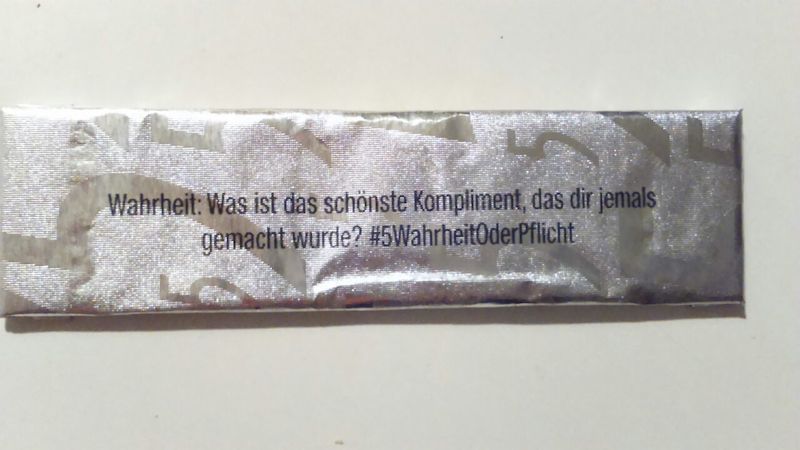 Wahrheit: Was ist das schönste Kompliment, das dir jemals
gemacht wurde? #5WahrheitOderPflicht